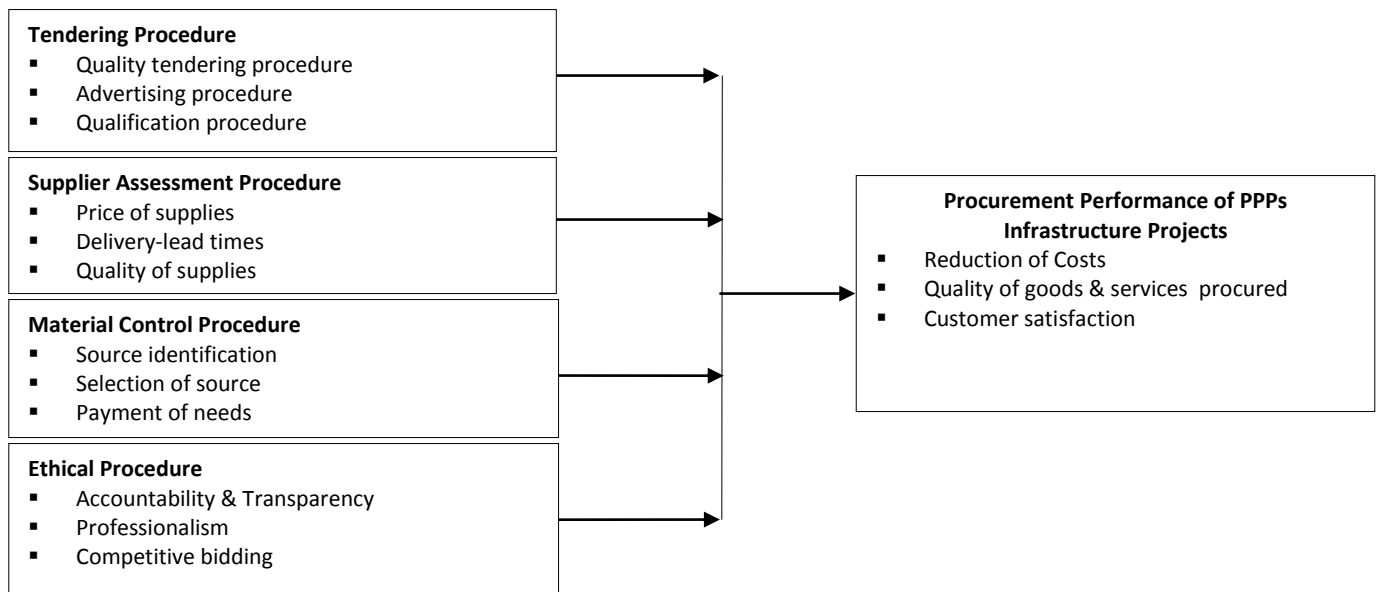 Tendering Procedure
▪ Quality tendering procedure
▪ Advertising procedure
▪ Qualification procedure
Supplier Assessment Procedure
▪ Price of supplies
▪ Delivery-lead times
▪ Quality of supplies
Material Control Procedure
▪ Source identification
▪ Selection of source
▪ Payment of needs
Ethical Procedure
▪ Accountability & Transparency
▪ Professionalism
▪ Competitive bidding
Procurement Performance of PPPs
Infrastructure Projects
▪ Reduction of Costs
▪ Quality of goods & services procured
▪ Customer satisfaction